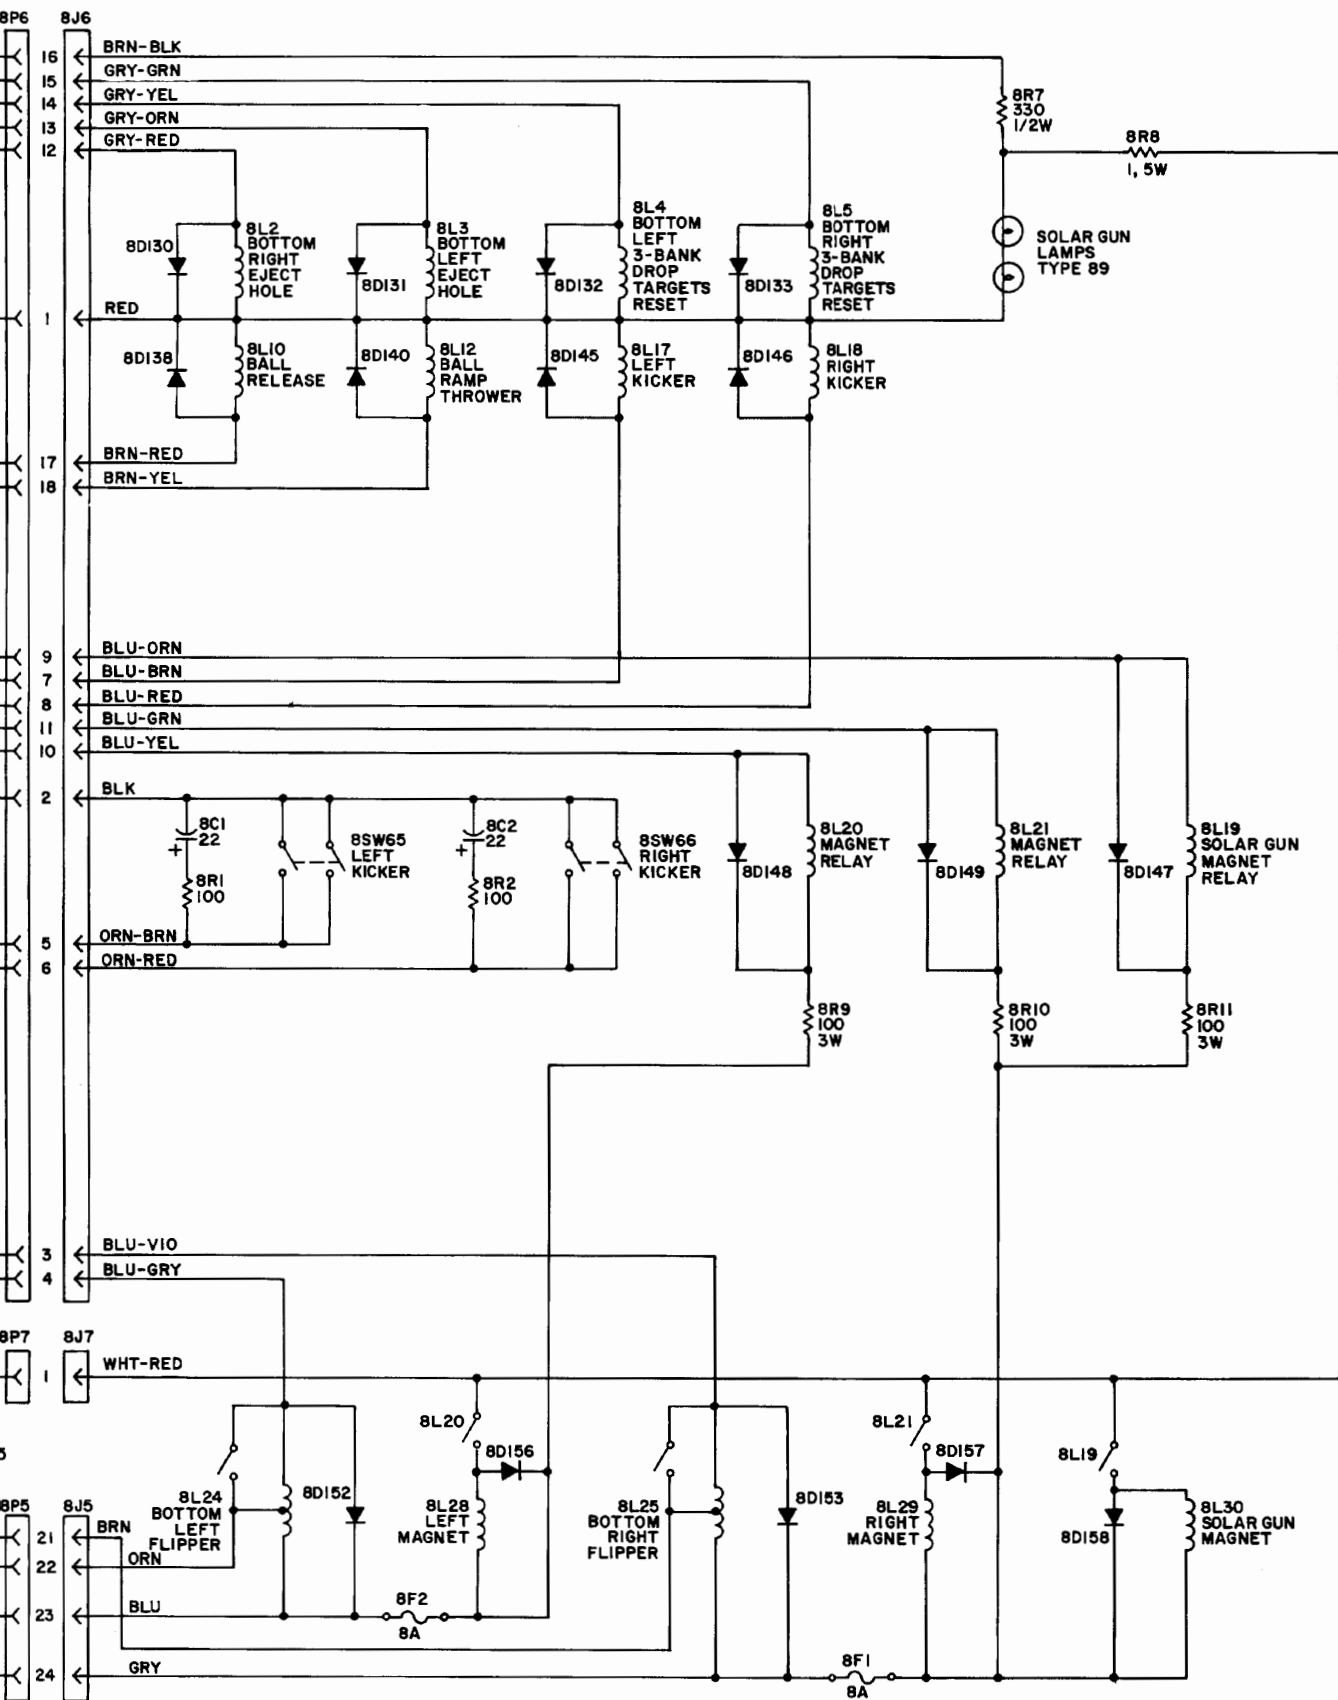 8P6 8J6
16 BRN-BLK
15 GRY-GRN
14 GRY-YEL
13 GRY-ORN
12 GRY-RED
8R7
330
1/2W
8R8
1, 5W
8D130
8L2
BOTTOM
RIGHT
EJECT
HOLE
8D131
8L3
BOTTOM
LEFT
EJECT
HOLE
8D132
8L4
BOTTOM
LEFT
3-BANK
DROP
TARGETS
RESET
8D133
8L5
BOTTOM
RIGHT
3-BANK
DROP
TARGETS
RESET
SOLAR GUN
LAMPS
TYPE 89
1 RED
8D138
8L10
BALL
RELEASE
8D140
8L12
BALL
RAMP
THROWER
8D145
8L17
LEFT
KICKER
8D146
8L18
RIGHT
KICKER
17 BRN-RED
18 BRN-YEL
9 BLU-ORN
7 BLU-BRN
8 BLU-RED
11 BLU-GRN
10 BLU-YEL
2 BLK
8C1
22
+
8R1
100
8SW65
LEFT
KICKER
8C2
22
+
8R2
100
8SW66
RIGHT
KICKER
8D148
8L20
MAGNET
RELAY
8D149
8L21
MAGNET
RELAY
8D147
8L19
SOLAR GUN
MAGNET
RELAY
5 ORN-BRN
6 ORN-RED
8R9
100
3W
8R10
100
3W
8R11
100
3W
3 BLU-VIO
4 BLU-GRY
8P7 8J7
1 WHT-RED
8L20
8D156
8L28
LEFT
MAGNET
8L24
BOTTOM
LEFT
FLIPPER
8D152
8L25
BOTTOM
RIGHT
FLIPPER
8D153
8L21
8D157
8L29
RIGHT
MAGNET
8L19
8D158
8L30
SOLAR GUN
MAGNET
8P5 8J5
21 BRN
22 ORN
23 BLU
8F2
8A
24 GRY
8F1
8A